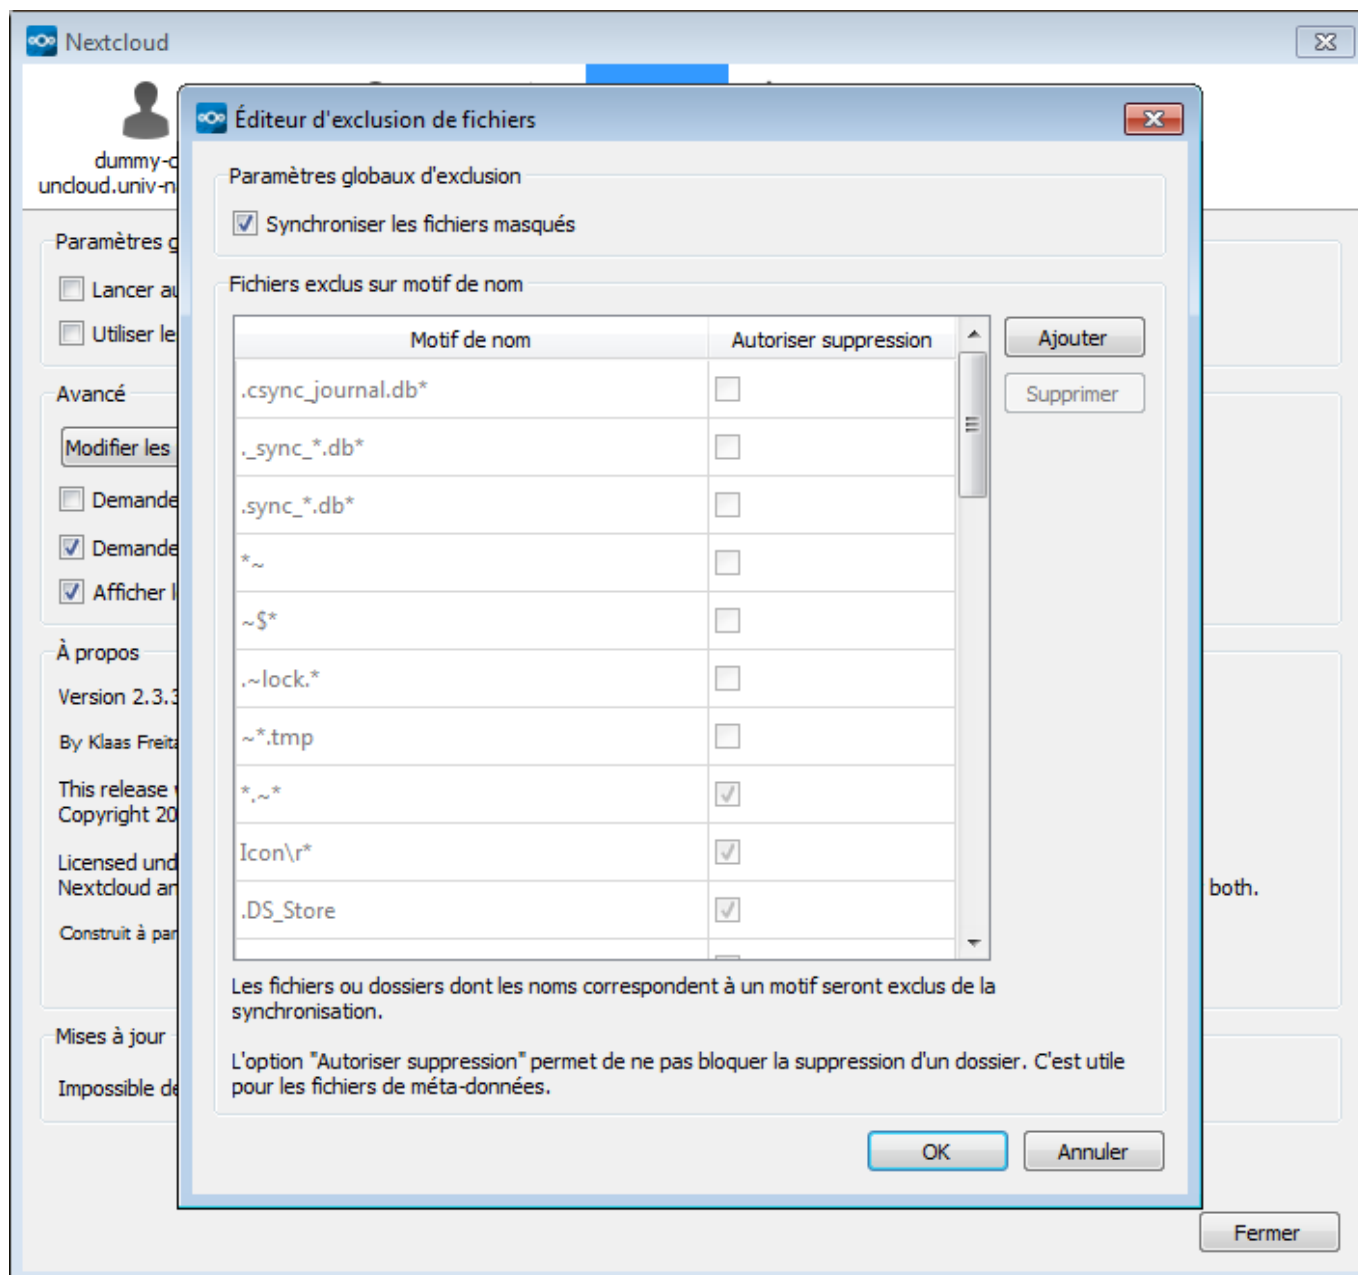 Nextcloud
Éditeur d'exclusion de fichiers
uncloud.univ-n
Paramètres globaux d'exclusion
Synchroniser les fichiers masqués
Paramètres
Lancer
Utiliser le
Fichiers exclus sur motif de nom
Motif de nom Autoriser suppression
Ajouter
Supprimer
.csync_journal.db*
._sync_*.db*
.sync_*.db*
*~
~$*
.~lock.*
~*.tmp
*.~*
Icon\r*
.DS_Store
Avancé
Modifier les
Demande
Demande
Afficher
À propos
Version 2.3.3
By Klaas Freita
This release
Copyright 20
Licensed und
Nextcloud an
both.
Construit à par
Les fichiers ou dossiers dont les noms correspondent à un motif seront exclus de la
synchronisation.
L'option "Autoriser suppression" permet de ne pas bloquer la suppression d'un dossier. C'est utile
pour les fichiers de méta-données.
Mises à jour
Impossible de
OK
Annuler
Fermer